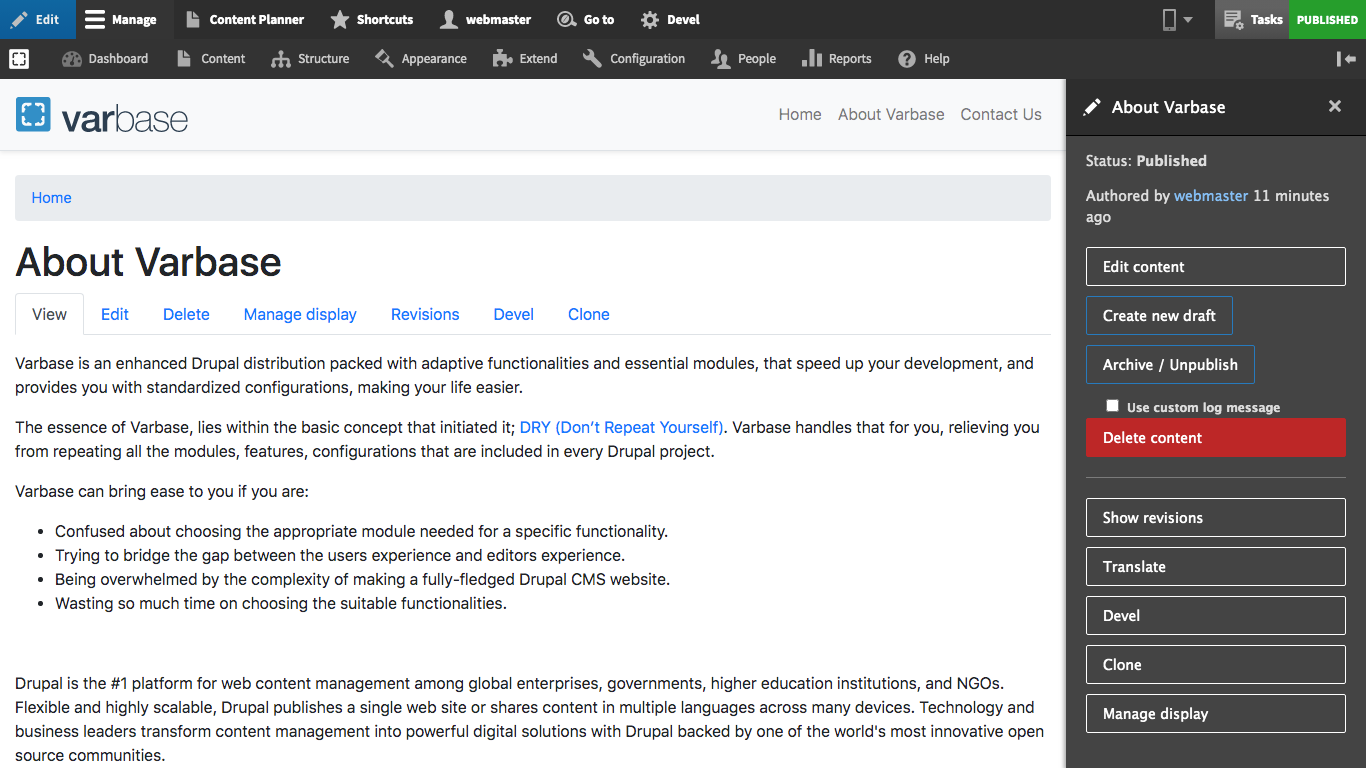 Edit Manage Content Planner Shortcuts webmaster Go to Devel Tasks PUBLISHED
Dashboard Content Structure Appearance Extend Configuration People Reports Help
varbase
Home About Varbase Contact Us
Home
About Varbase
View Edit Delete Manage display Revisions Devel Clone
Varbase is an enhanced Drupal distribution packed with adaptive functionalities and essential modules, that speed up your development, and
provides you with standardized configurations, making your life easier.
The essence of Varbase, lies within the basic concept that initiated it; DRY (Don’t Repeat Yourself). Varbase handles that for you, relieving you
from repeating all the modules, features, configurations that are included in every Drupal project.
Varbase can bring ease to you if you are:
• Confused about choosing the appropriate module needed for a specific functionality.
• Trying to bridge the gap between the users experience and editors experience.
• Being overwhelmed by the complexity of making a fully-fledged Drupal CMS website.
• Wasting so much time on choosing the suitable functionalities.
Drupal is the #1 platform for web content management among global enterprises, governments, higher education institutions, and NGOs.
Flexible and highly scalable, Drupal publishes a single web site or shares content in multiple languages across many devices. Technology and
business leaders transform content management into powerful digital solutions with Drupal backed by one of the world's most innovative open
source communities.
About Varbase
Status: Published
Authored by webmaster 11 minutes
ago
Edit content
Create new draft
Archive / Unpublish
Use custom log message
Delete content
Show revisions
Translate
Devel
Clone
Manage display